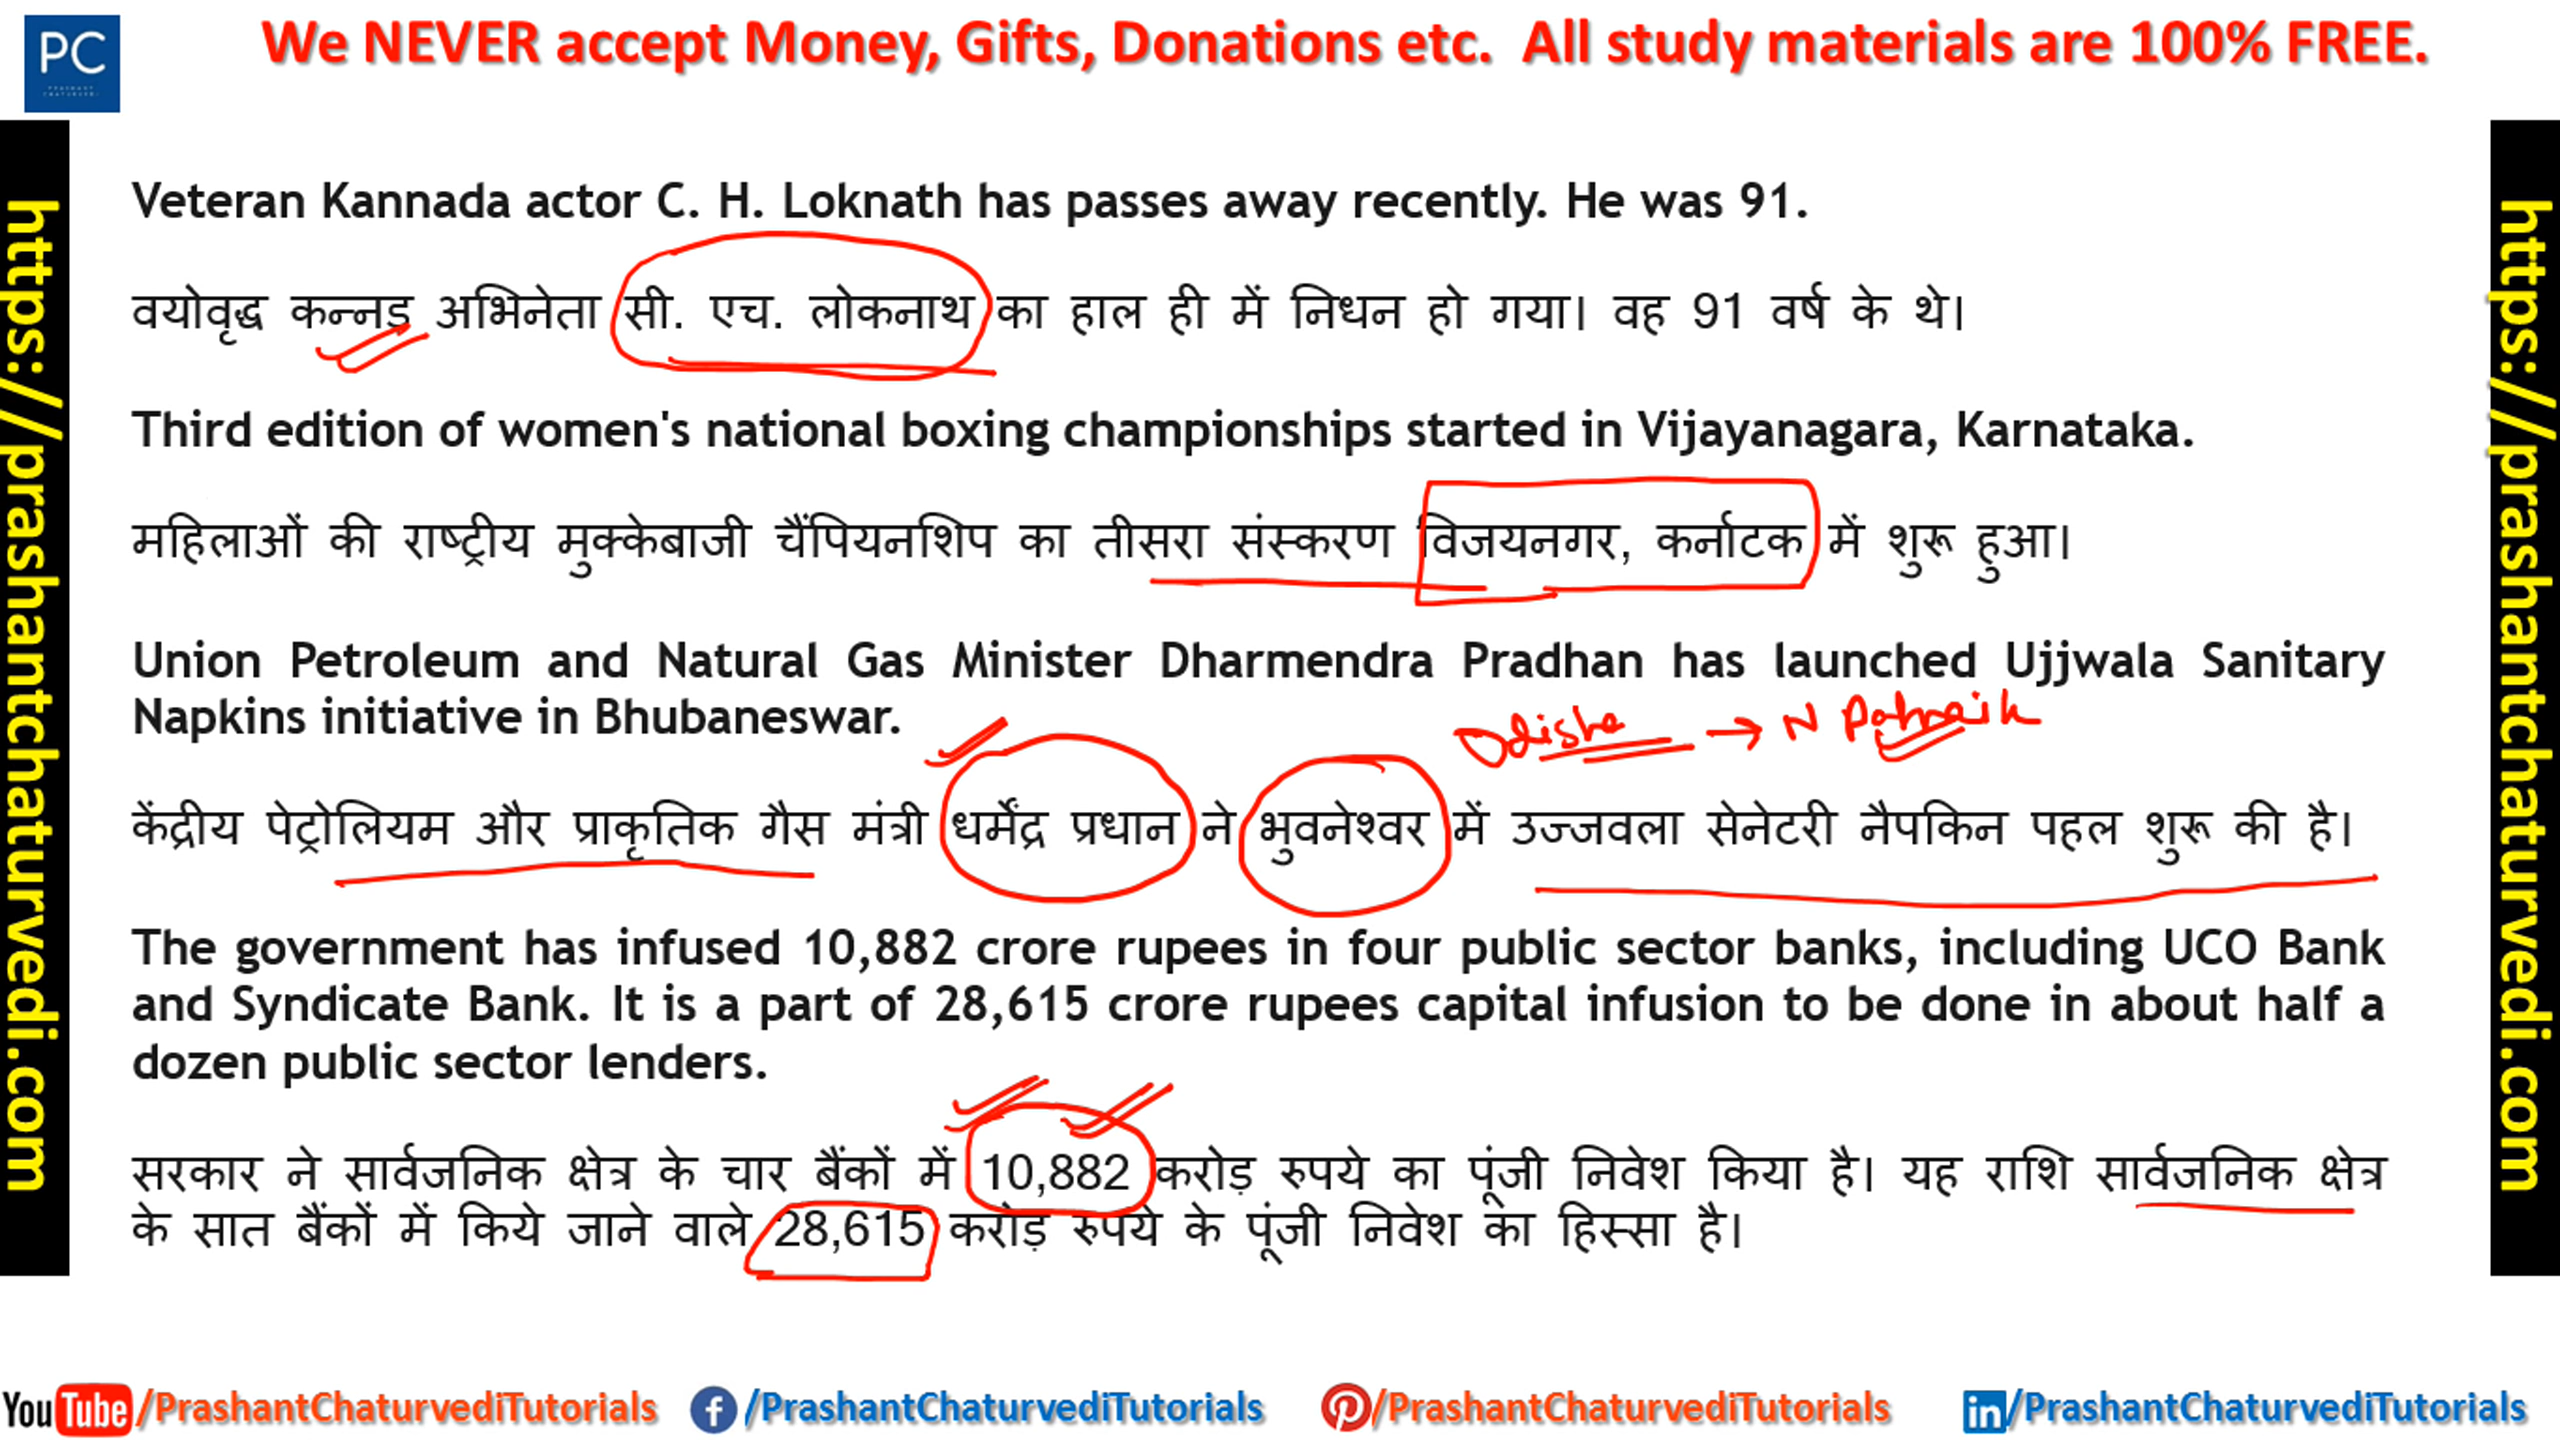 PC
PRASHANT
CHATURVEDI
We NEVER accept Money, Gifts, Donations etc. All study materials are 100% FREE.
https://prashantchaturvedi.com
Veteran Kannada actor C. H. Loknath has passes away recently. He was 91.
वयोवृद्ध कन्नड़ अभिनेता सी. एच. लोकनाथ का हाल ही में निधन हो गया। वह 91 वर्ष के थे।
Third edition of women's national boxing championships started in Vijayanagara, Karnataka.
महिलाओं की राष्ट्रीय मुक्केबाजी चैंपियनशिप का तीसरा संस्करण विजयनगर, कर्नाटक में शुरू हुआ।
Union Petroleum and Natural Gas Minister Dharmendra Pradhan has launched Ujjwala Sanitary
Napkins initiative in Bhubaneswar.
Odisha → N Patnaik
केंद्रीय पेट्रोलियम और प्राकृतिक गैस मंत्री धर्मेंद्र प्रधान ने भुवनेश्वर में उज्जवला सेनेटरी नैपकिन पहल शुरू की है।
The government has infused 10,882 crore rupees in four public sector banks, including UCO Bank
and Syndicate Bank. It is a part of 28,615 crore rupees capital infusion to be done in about half a
dozen public sector lenders.
सरकार ने सार्वजनिक क्षेत्र के चार बैंकों में 10,882 करोड़ रुपये का पूंजी निवेश किया है। यह राशि सार्वजनिक क्षेत्र
के सात बैंकों में किये जाने वाले 28,615 करोड़ रुपये के पूंजी निवेश का हिस्सा है।
https://prashantchaturvedi.com
YouTube/PrashantChaturvediTutorials f/PrashantChaturvediTutorials /PrashantChaturvediTutorials in/PrashantChaturvediTutorials